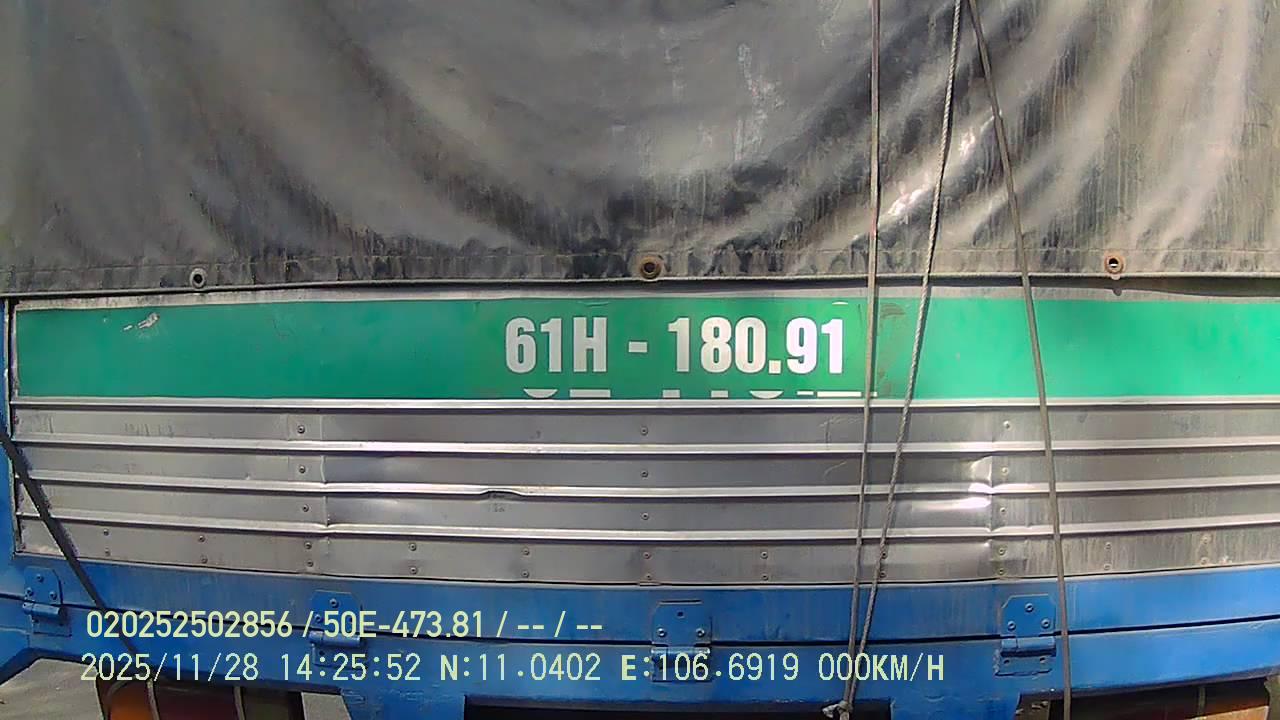 61H - 180.91
020252502856 / 50E-473.81 / -- / --
2025/11/28 14:25:52 N:11.0402 E:106.6919 000KM/H